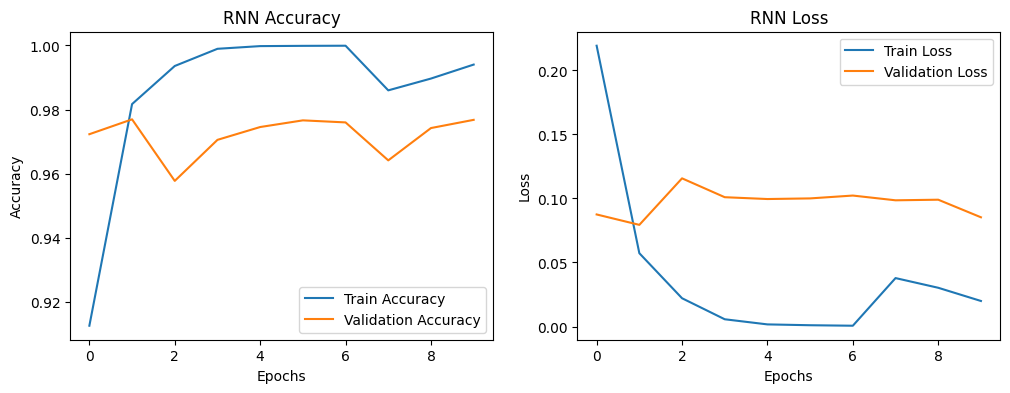 RNN Accuracy
1.00
0.98
0.96
0.94
0.92
Accuracy
0 2 4 6 8
Epochs
Train Accuracy
Validation Accuracy
RNN Loss
0.20
0.15
0.10
0.05
0.00
Loss
0 2 4 6 8
Epochs
Train Loss
Validation Loss